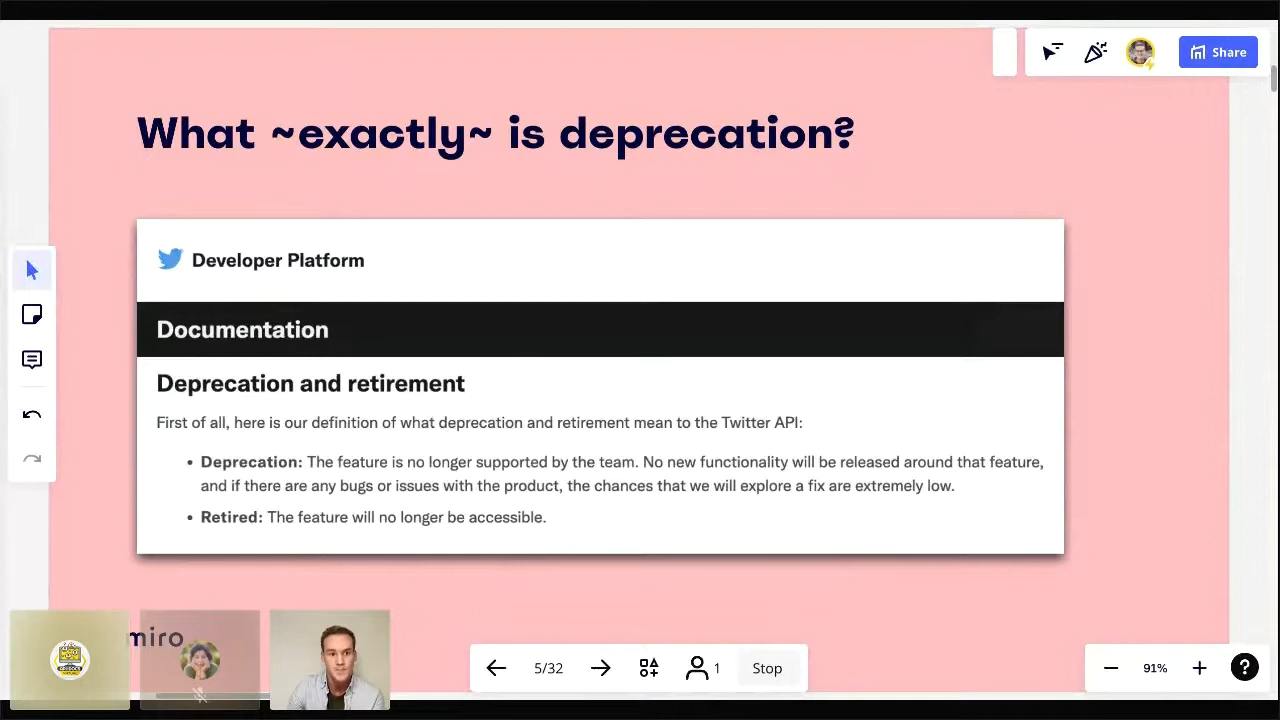 Share
What ~exactly~ is deprecation?
Developer Platform
Documentation
Deprecation and retirement
First of all, here is our definition of what deprecation and retirement mean to the Twitter API:
• Deprecation: The feature is no longer supported by the team. No new functionality will be released around that feature,
and if there are any bugs or issues with the product, the chances that we will explore a fix are extremely low.
• Retired: The feature will no longer be accessible.
miro
5/32
1
Stop
91%